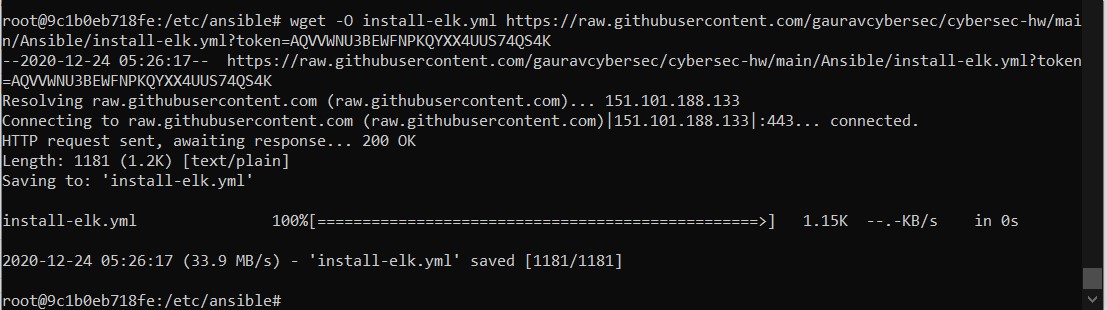 root@9c1b0eb718fe:/etc/ansible# wget -O install-elk.yml https://raw.githubusercontent.com/gauravcybersec/cybersec-hw/mai
n/Ansible/install-elk.yml?token=AQVVWNU3BEWFNPKQYXX4UUS74QS4K
--2020-12-24 05:26:17--  https://raw.githubusercontent.com/gauravcybersec/cybersec-hw/main/Ansible/install-elk.yml?token
=AQVVWNU3BEWFNPKQYXX4UUS74QS4K
Resolving raw.githubusercontent.com (raw.githubusercontent.com)... 151.101.188.133
Connecting to raw.githubusercontent.com (raw.githubusercontent.com)|151.101.188.133|:443... connected.
HTTP request sent, awaiting response... 200 OK
Length: 1181 (1.2K) [text/plain]
Saving to: 'install-elk.yml'
install-elk.yml               100%[=================================================>]   1.15K  --.-KB/s    in 0s
2020-12-24 05:26:17 (33.9 MB/s) - 'install-elk.yml' saved [1181/1181]
root@9c1b0eb718fe:/etc/ansible#